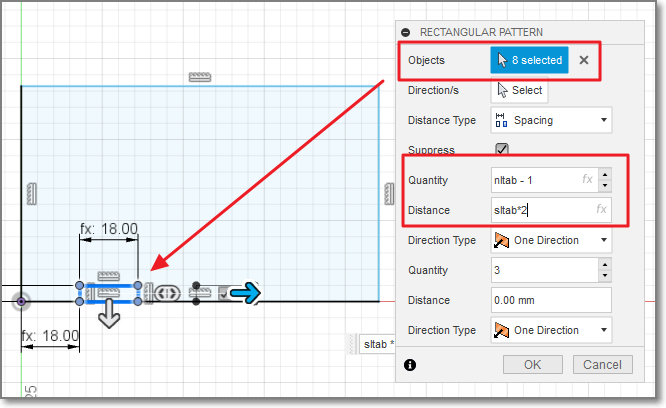 RECTANGULAR PATTERN
Objects 8 selected
Direction/s Select
Distance Type Spacing
Suppress
Quantity nltab - 1 fx
Distance sltab*2 fx
Direction Type One Direction
Quantity 3
Distance 0.00 mm
Direction Type One Direction
OK Cancel
fx: 18.00
fx: 18.00
sltab *
25